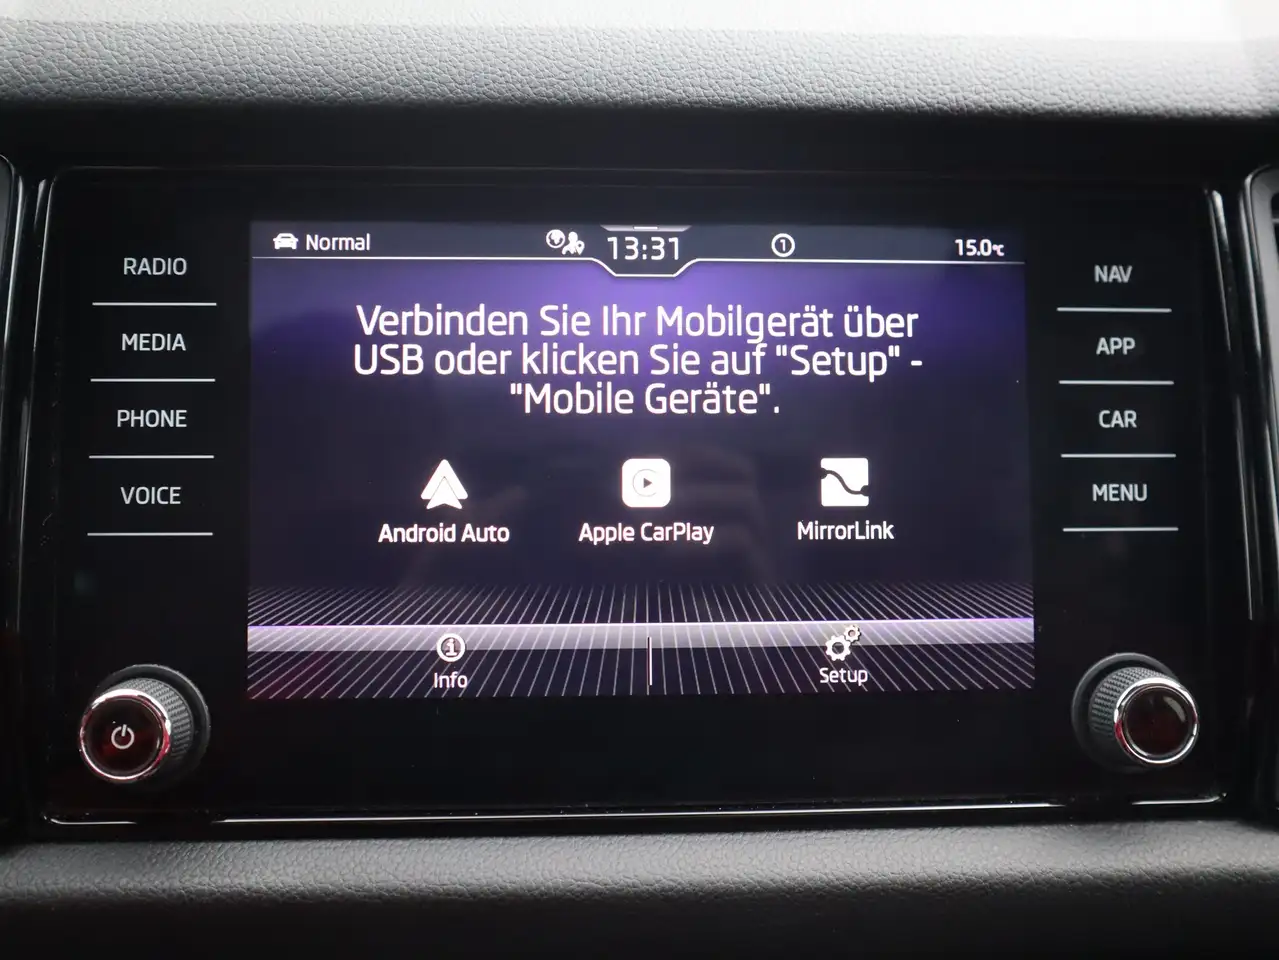 Normal
13:31
1
15.0°C
RADIO
MEDIA
PHONE
VOICE
Verbinden Sie Ihr Mobilgerät über
USB oder klicken Sie auf "Setup" -
"Mobile Geräte".
Android Auto
Apple CarPlay
MirrorLink
Info
Setup
NAV
APP
CAR
MENU